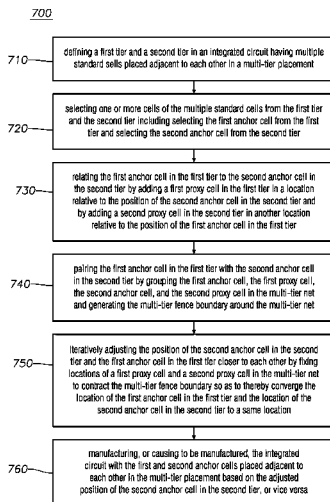 700
710
defining a first tier and a second tier in an integrated circuit having multiple
standard sells placed adjacent to each other in a multi-tier placement
720
selecting one or more cells of the multiple standard cells from the first tier
and the second tier including selecting the first anchor cell from the first
tier and selecting the second anchor cell from the second tier
730
relating the first anchor cell in the first tier to the second anchor cell in
the second tier by adding a first proxy cell in the first tier in a location
relative to the position of the second anchor cell in the second tier and
by adding a second proxy cell in the second tier in another location
relative to the position of the first anchor cell in the first tier
740
pairing the first anchor cell in the first tier with the second anchor cell
in the second tier by grouping the first anchor cell, the first proxy cell,
the second anchor cell, and the second proxy cell in the multi-tier net
and generating the multi-tier fence boundary around the multi-tier net
750
iteratively adjusting the position of the second anchor cell in the second
tier and the first anchor cell in the first tier closer to each other by fixing
locations of a first proxy cell and a second proxy cell in the multi-tier net
to contract the multi-tier fence boundary so as to thereby converge the
location of the first anchor cell in the first tier and the location of the
second anchor cell in the second tier to a same location
760
manufacturing, or causing to be manufactured, the integrated
circuit with the first and second anchor cells placed adjacent to
each other in the multi-tier placement based on the adjusted
position of the second anchor cell in the second tier, or vice versa